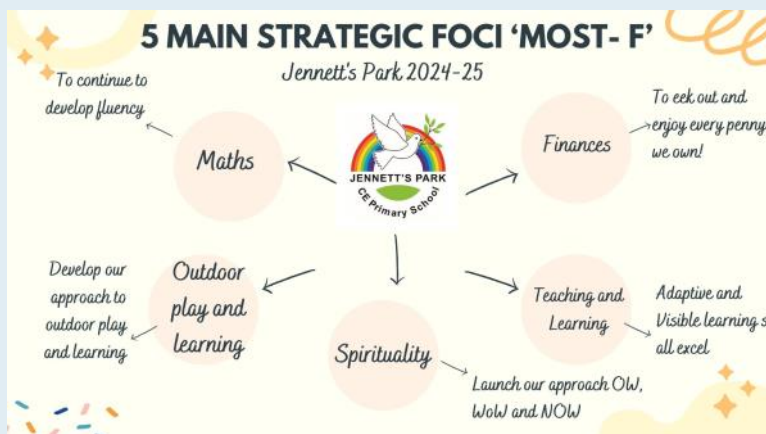 5 MAIN STRATEGIC FOCI ‘MOST- F’
Jennett's Park 2024-25
To continue to
develop fluency
Maths
JENNETT'S PARK
CE Primary School
Finances
To eek out and
enjoy every penny
we own!
Develop our
approach to
outdoor play
and learning
Outdoor
play and
learning
Spirituality
Launch our approach OW,
WoW and NOW
Teaching and
Learning
Adaptive and
Visible learning s
all excel